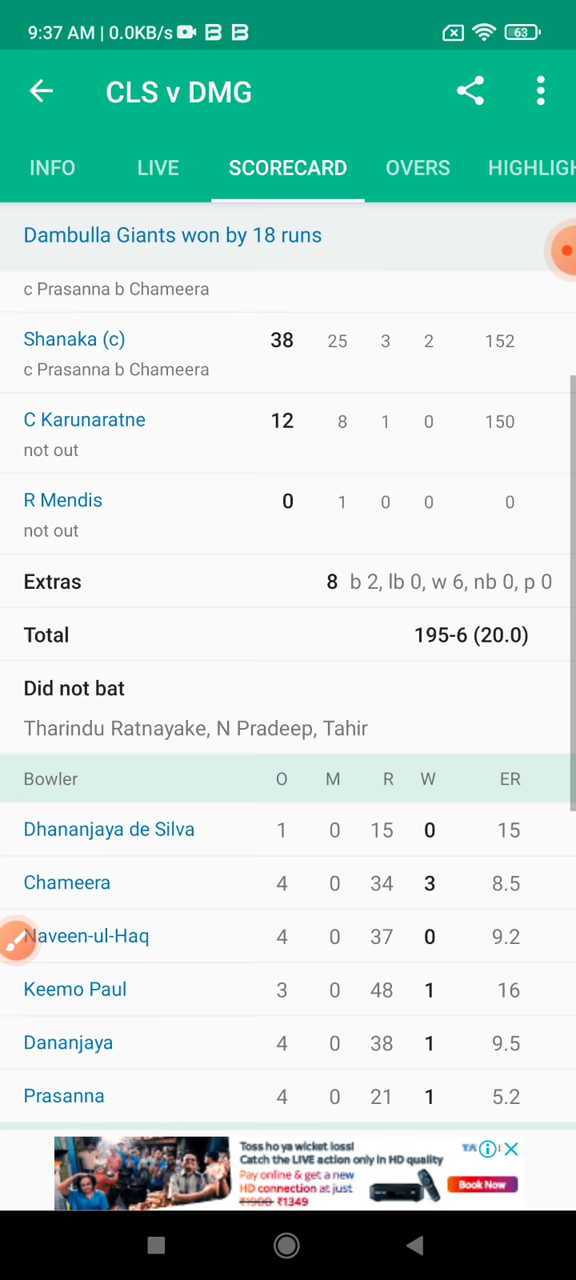 9:37 AM | 0.0KB/s 63
CLS v DMG
INFO LIVE SCORECARD OVERS HIGHLIGH
Dambulla Giants won by 18 runs
c Prasanna b Chameera
Shanaka (c) 38 25 3 2 152
c Prasanna b Chameera
C Karunaratne 12 8 1 0 150
not out
R Mendis 0 1 0 0 0
not out
Extras 8 b 2, lb 0, w 6, nb 0, p 0
Total 195-6 (20.0)
Did not bat
Tharindu Ratnayake, N Pradeep, Tahir
Bowler O M R W ER
Dhananjaya de Silva 1 0 15 0 15
Chameera 4 0 34 3 8.5
Naveen-ul-Haq 4 0 37 0 9.2
Keemo Paul 3 0 48 1 16
Dananjaya 4 0 38 1 9.5
Prasanna 4 0 21 1 5.2
Toss ho ya wicket loss!
Catch the LIVE action only in HD quality
Pay online & get a new
HD connection at just
₹1900 ₹1349
Book Now